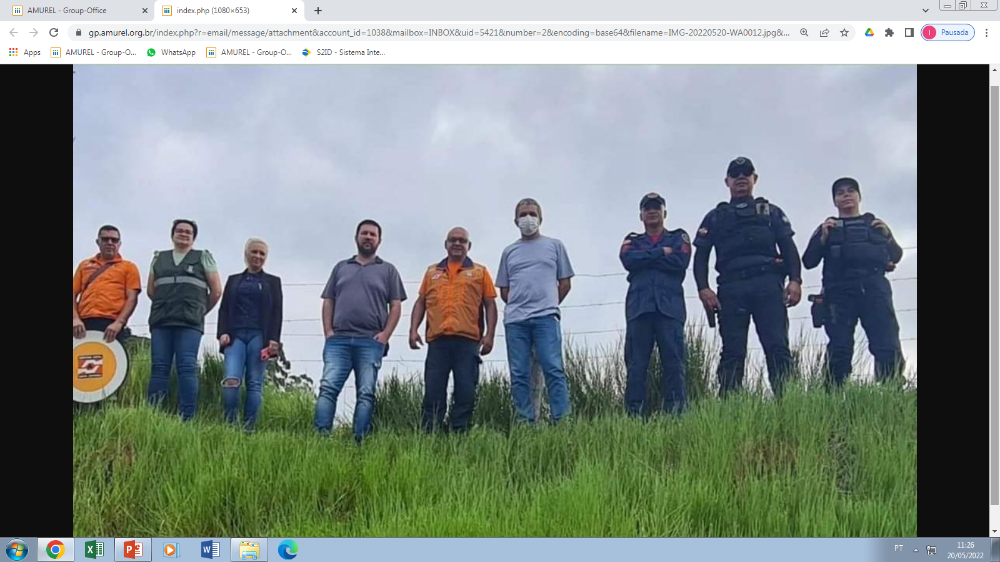 AMUREL - Group-Office
index.php (1080×653)
gp.amurel.org.br/index.php?r=email/message/attachment&account_id=1038&mailbox=INBOX&uid=5421&number=2&encoding=base64&filename=IMG-20220520-WA0012.jpg&...
I
Pausada
Apps
AMUREL - Group-O...
WhatsApp
AMUREL - Group-O...
S2ID - Sistema Inte...
PT
11:26
20/05/2022